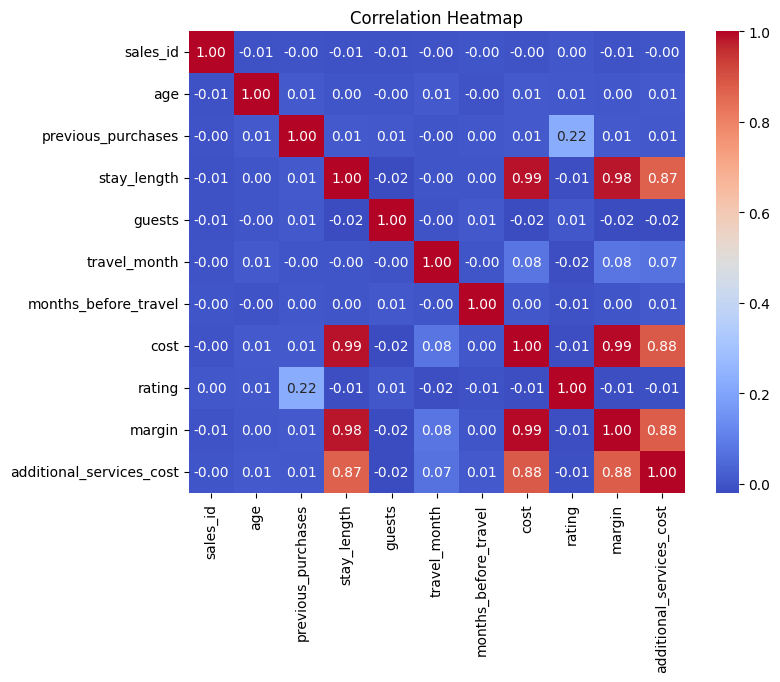 Correlation Heatmap
sales_id 1.00 -0.01 -0.00 -0.01 -0.01 -0.00 -0.00 -0.00 0.00 -0.01 -0.00
age -0.01 1.00 0.01 0.00 -0.00 0.01 -0.00 0.01 0.01 0.00 0.01
previous_purchases -0.00 0.01 1.00 0.01 0.01 -0.00 0.00 0.01 0.22 0.01 0.01
stay_length -0.01 0.00 0.01 1.00 -0.02 -0.00 0.00 0.99 -0.01 0.98 0.87
guests -0.01 -0.00 0.01 -0.02 1.00 -0.00 0.01 -0.02 0.01 -0.02 -0.02
travel_month -0.00 0.01 -0.00 -0.00 -0.00 1.00 -0.00 0.08 -0.02 0.08 0.07
months_before_travel -0.00 -0.00 0.00 0.00 0.01 -0.00 1.00 0.00 -0.01 0.00 0.01
cost -0.00 0.01 0.01 0.99 -0.02 0.08 0.00 1.00 -0.01 0.99 0.88
rating 0.00 0.01 0.22 -0.01 0.01 -0.02 -0.01 -0.01 1.00 -0.01 -0.01
margin -0.01 0.00 0.01 0.98 -0.02 0.08 0.00 0.99 -0.01 1.00 0.88
additional_services_cost -0.00 0.01 0.01 0.87 -0.02 0.07 0.01 0.88 -0.01 0.88 1.00
sales_id
age
previous_purchases
stay_length
guests
travel_month
months_before_travel
cost
rating
margin
additional_services_cost
1.0
0.8
0.6
0.4
0.2
0.0